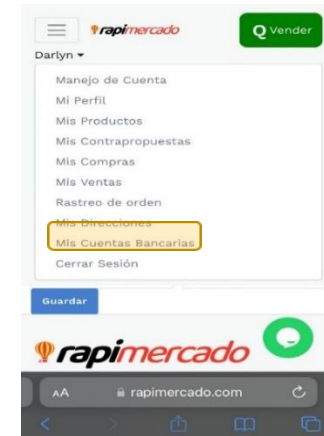 rapimercado
Q Vender
Darlyn
Manejo de Cuenta
Mi Perfil
Mis Productos
Mis Contrapropuestas
Mis Compras
Mis Ventas
Rastreo de orden
Mis Direcciones
Mis Cuentas Bancarias
Cerrar Sesión
Guardar
rapimercado
AA rapimercado.com